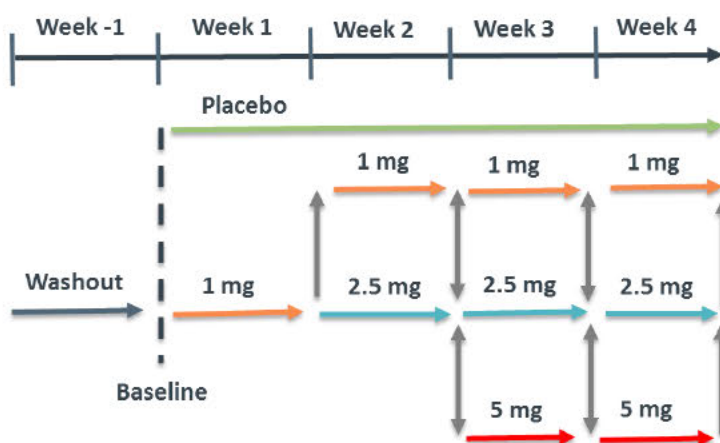 Week -1 Week 1 Week 2 Week 3 Week 4
Placebo
1 mg 1 mg 1 mg
Washout 1 mg 2.5 mg 2.5 mg 2.5 mg
Baseline
5 mg 5 mg